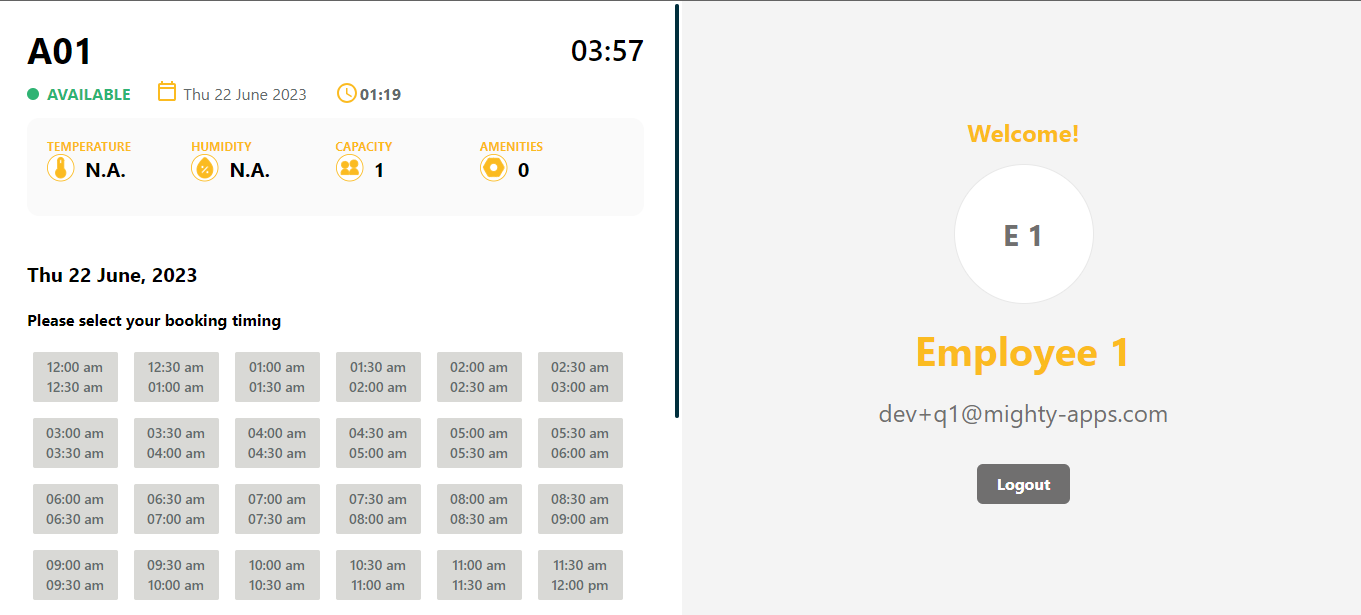 A01
03:57
AVAILABLE Thu 22 June 2023 01:19
TEMPERATURE HUMIDITY CAPACITY AMENITIES
N.A. N.A. 1 0
Thu 22 June, 2023
Please select your booking timing
12:00 am 12:30 am 01:00 am 01:30 am 02:00 am 02:30 am
12:30 am 01:00 am 01:30 am 02:00 am 02:30 am 03:00 am
03:00 am 03:30 am 04:00 am 04:30 am 05:00 am 05:30 am
03:30 am 04:00 am 04:30 am 05:00 am 05:30 am 06:00 am
06:00 am 06:30 am 07:00 am 07:30 am 08:00 am 08:30 am
06:30 am 07:00 am 07:30 am 08:00 am 08:30 am 09:00 am
09:00 am 09:30 am 10:00 am 10:30 am 11:00 am 11:30 am
09:30 am 10:00 am 10:30 am 11:00 am 11:30 am 12:00 pm
Welcome!
E 1
Employee 1
dev+q1@mighty-apps.com
Logout